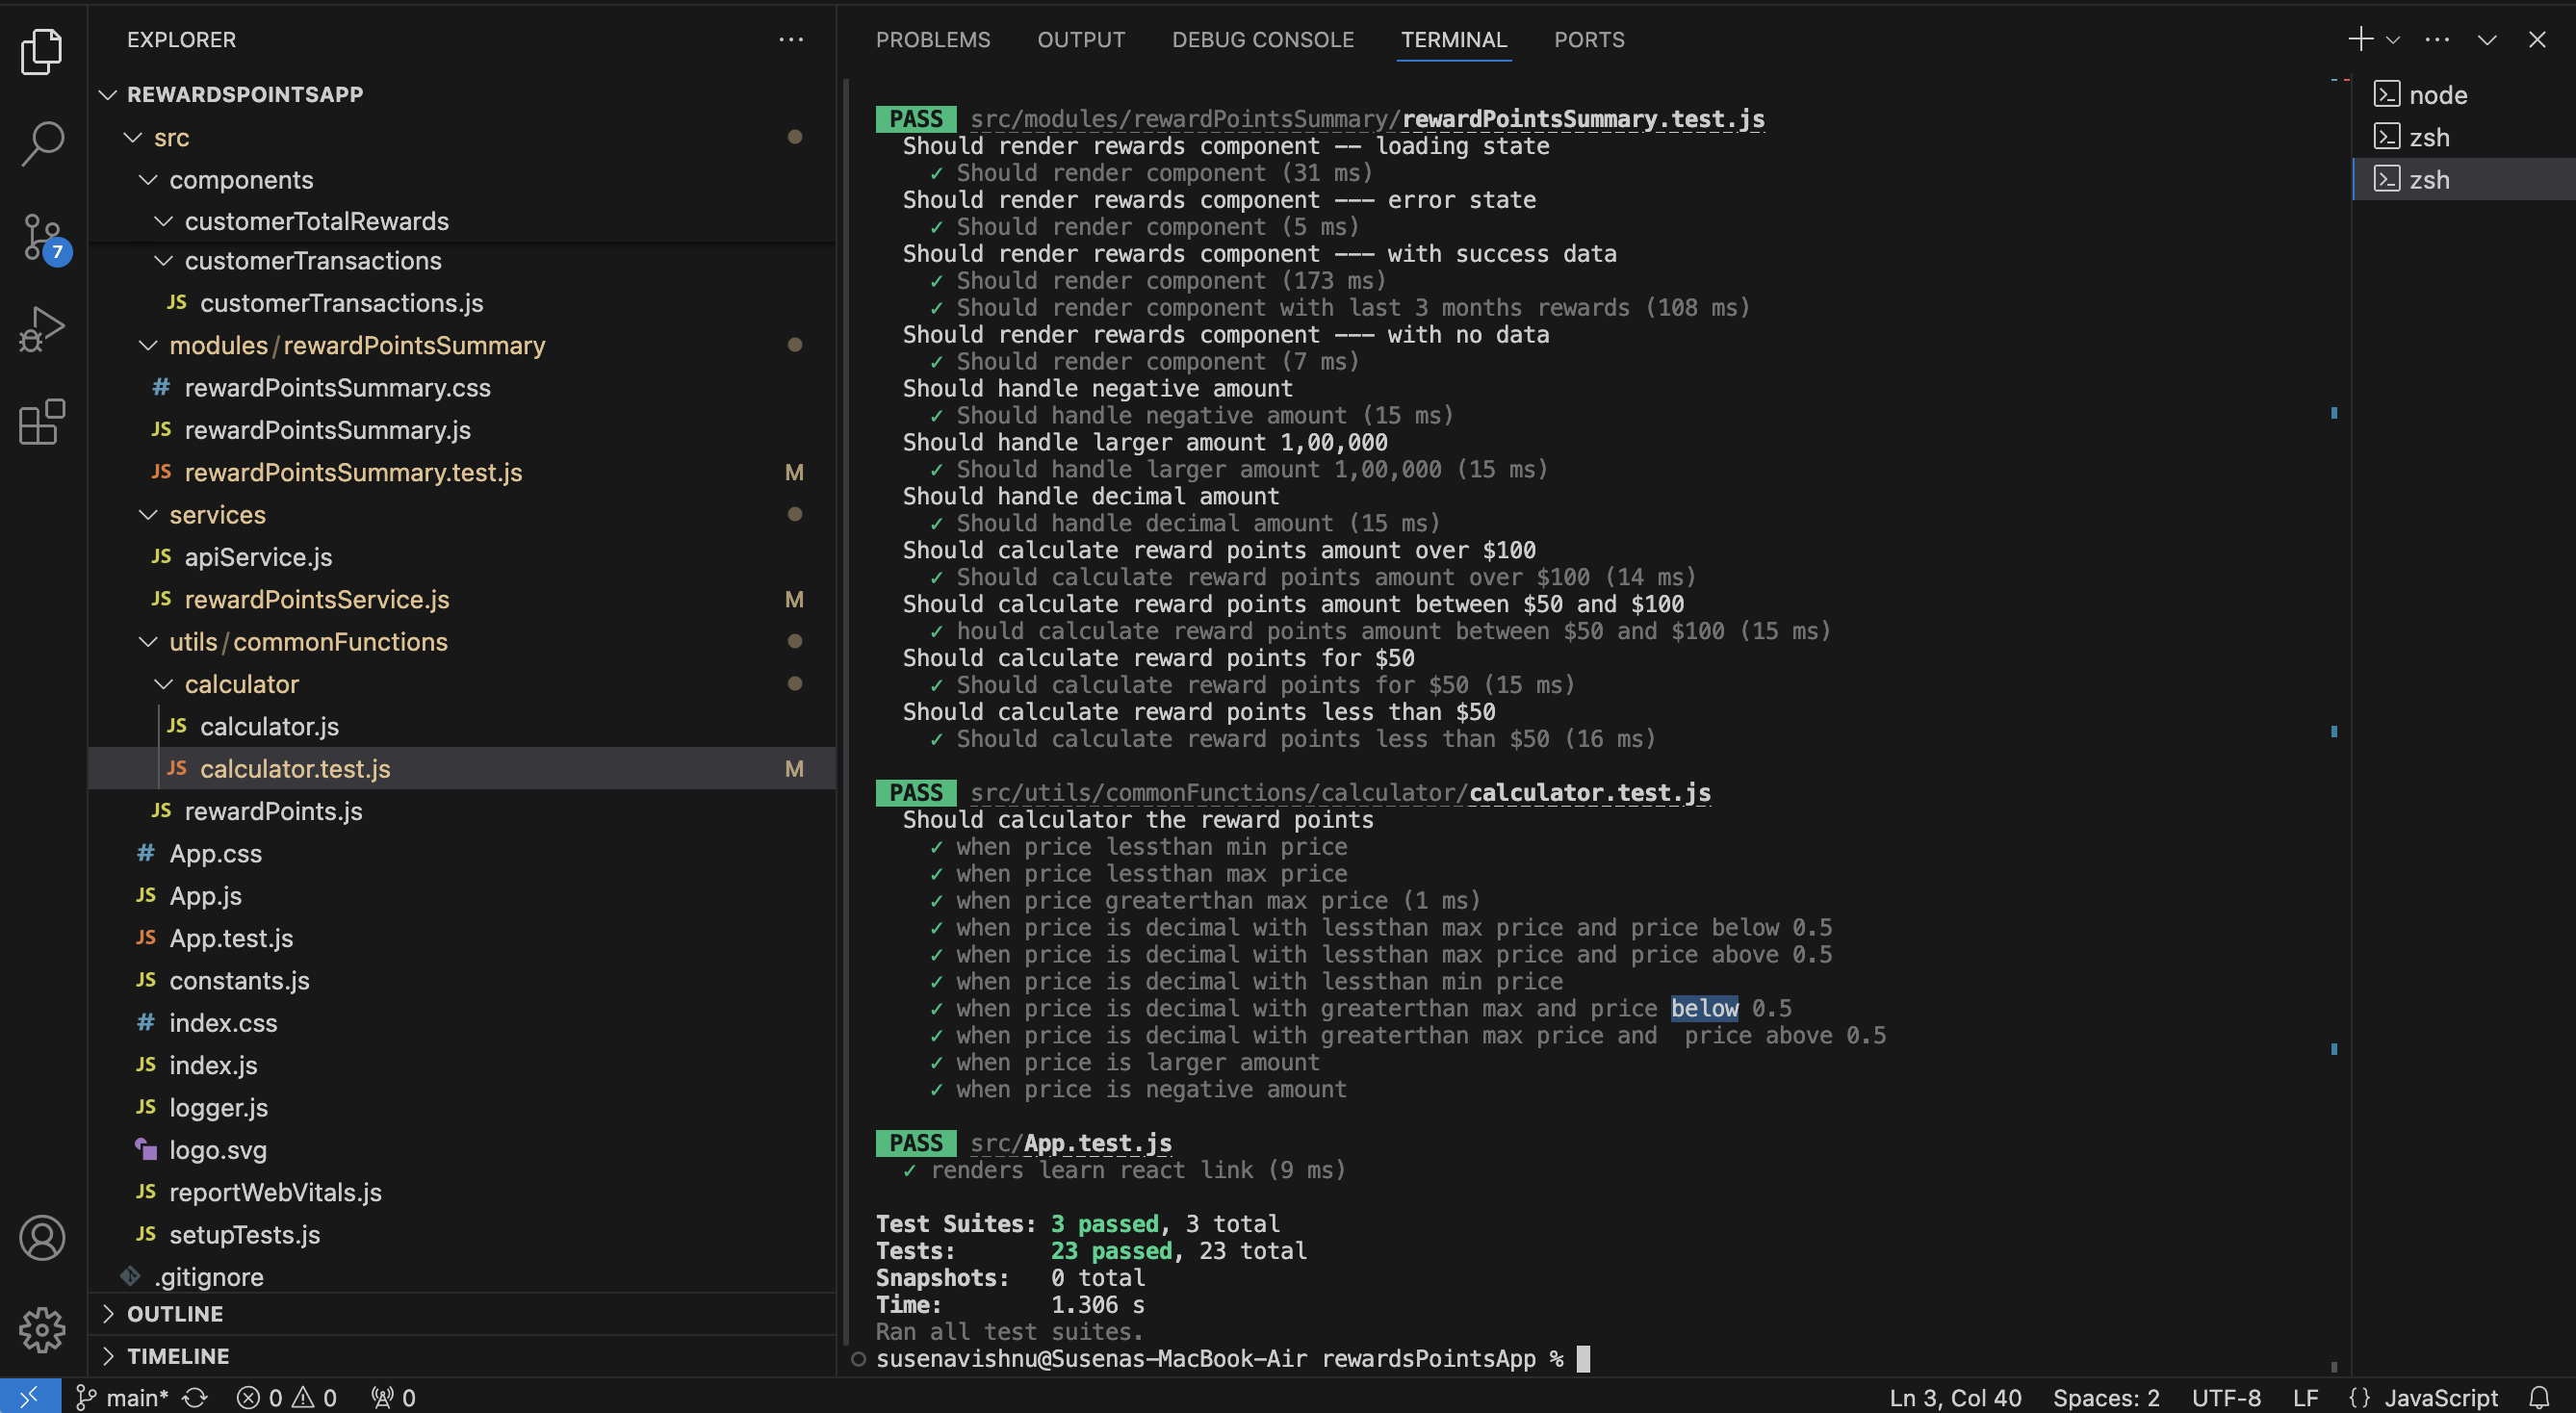 EXPLORER
REWARDSPOINTSAPP
src
components
customerTotalRewards
customerTransactions
JS customerTransactions.js
modules/rewardPointsSummary
# rewardPointsSummary.css
JS rewardPointsSummary.js
JS rewardPointsSummary.test.js M
services
JS apiService.js
JS rewardPointsService.js M
utils/commonFunctions
calculator
JS calculator.js
JS calculator.test.js M
JS rewardPoints.js
# App.css
JS App.js
JS App.test.js
JS constants.js
# index.css
JS index.js
JS logger.js
logo.svg
JS reportWebVitals.js
JS setupTests.js
.gitignore
OUTLINE
TIMELINE
7
PROBLEMS OUTPUT DEBUG CONSOLE TERMINAL PORTS
PASS src/modules/rewardPointsSummary/rewardPointsSummary.test.js
Should render rewards component -- loading state
✓ Should render component (31 ms)
Should render rewards component --- error state
✓ Should render component (5 ms)
Should render rewards component --- with success data
✓ Should render component (173 ms)
✓ Should render component with last 3 months rewards (108 ms)
Should render rewards component --- with no data
✓ Should render component (7 ms)
Should handle negative amount
✓ Should handle negative amount (15 ms)
Should handle larger amount 1,00,000
✓ Should handle larger amount 1,00,000 (15 ms)
Should handle decimal amount
✓ Should handle decimal amount (15 ms)
Should calculate reward points amount over $100
✓ Should calculate reward points amount over $100 (14 ms)
Should calculate reward points amount between $50 and $100
✓ hould calculate reward points amount between $50 and $100 (15 ms)
Should calculate reward points for $50
✓ Should calculate reward points for $50 (15 ms)
Should calculate reward points less than $50
✓ Should calculate reward points less than $50 (16 ms)
PASS src/utils/commonFunctions/calculator/calculator.test.js
Should calculator the reward points
✓ when price lessthan min price
✓ when price lessthan max price
✓ when price greaterthan max price (1 ms)
✓ when price is decimal with lessthan max price and price below 0.5
✓ when price is decimal with lessthan max price and price above 0.5
✓ when price is decimal with lessthan min price
✓ when price is decimal with greaterthan max and price below 0.5
✓ when price is decimal with greaterthan max price and  price above 0.5
✓ when price is larger amount
✓ when price is negative amount
PASS src/App.test.js
✓ renders learn react link (9 ms)
Test Suites: 3 passed, 3 total
Tests: 23 passed, 23 total
Snapshots: 0 total
Time: 1.306 s
Ran all test suites.
susenavishnu@Susenas-MacBook-Air rewardsPointsApp %
node
zsh
zsh
main* 0 0 0
Ln 3, Col 40 Spaces: 2 UTF-8 LF {} JavaScript